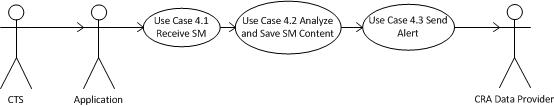 Use Case 4.1
Receive SM
Use Case 4.2 Analyze
and Save SM Content
Use Case 4.3 Send
Alert
CTS
Application
CRA Data Provider